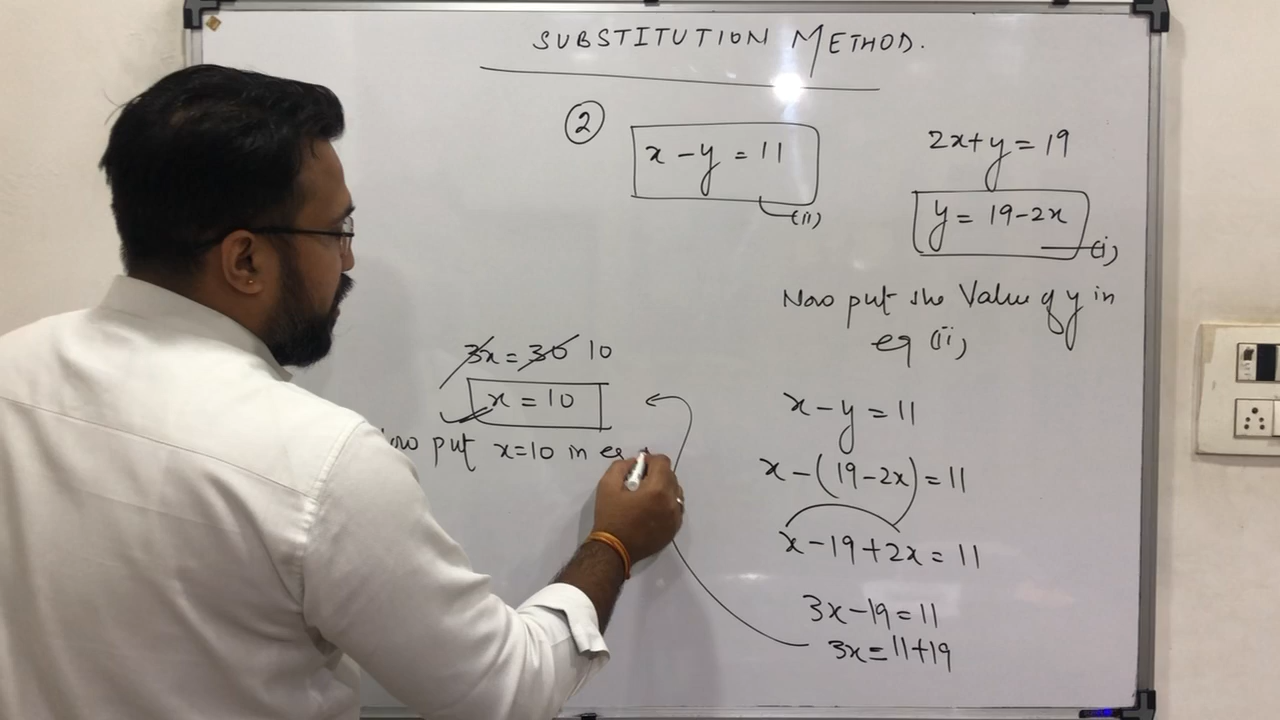 SUBSTITUTION METHOD.
②
x - y = 11
(ii)
2x+y = 19
y = 19-2x
(i)
Now put the Value of y in
eq (ii)
x - y = 11
x - (19-2x) = 11
x - 19 + 2x = 11
3x - 19 = 11
3x = 11+19
3x = 30 10
x = 10
put x=10 in eq